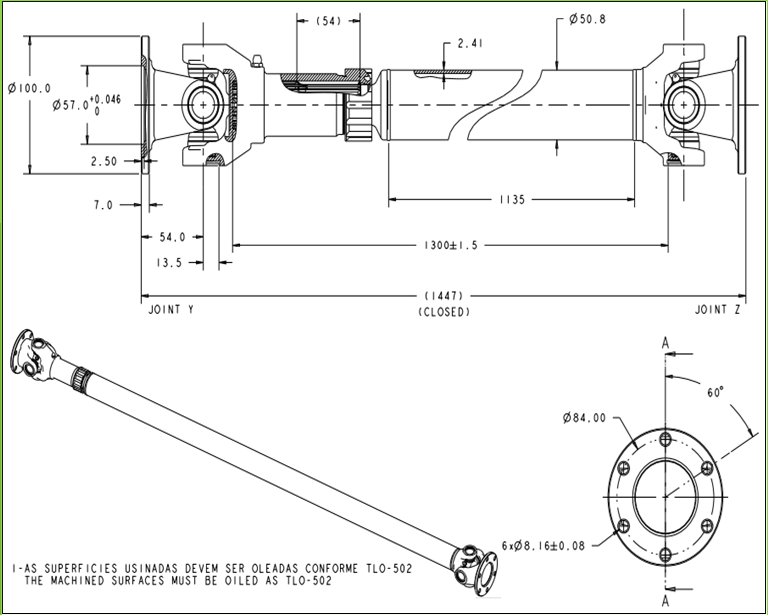 (54)
2.41
Ø50.8
Ø100.0
Ø57.0 +0.046 0
2.50
7.0
1135
54.0
1300±1.5
13.5
(1447)
(CLOSED)
JOINT Y
JOINT Z
A
60°
Ø84.00
6xØ8.16±0.08
1-AS SUPERFICIES USINADAS DEVEM SER OLEADAS CONFORME TLO-502
THE MACHINED SURFACES MUST BE OILED AS TLO-502
A